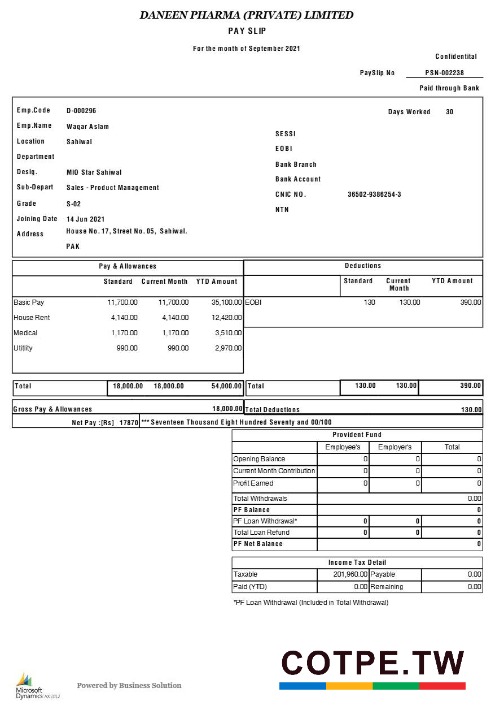 DANEEN PHARMA (PRIVATE) LIMITED
PAY SLIP
For the month of September 2021
Confidentital
PaySlip No PSN-002238
Paid through Bank
Emp.Code D-000296 Days Worked 30
Emp.Name Waqar Aslam
SESSI
Location Sahiwal
EOBI
Department
Bank Branch
Desig. MIO Star Sahiwal
Bank Account
Sub-Depart Sales - Product Management
CNIC NO. 36502-9386254-3
Grade S-02
NTN
Joining Date 14 Jun 2021
Address House No. 17, Street No. 05, Sahiwal.
PAK
Pay & Allowances Deductions
Standard Current Month YTD Amount Standard Current Month YTD Amount
Basic Pay 11,700.00 11,700.00 35,100.00 EOBI 130 130.00 390.00
House Rent 4,140.00 4,140.00 12,420.00
Medical 1,170.00 1,170.00 3,510.00
Utility 990.00 990.00 2,970.00
Total 18,000.00 18,000.00 54,000.00 Total 130.00 130.00 390.00
Gross Pay & Allowances 18,000.00 Total Deductions 130.00
Net Pay :[Rs] 17870 *** Seventeen Thousand Eight Hundred Seventy and 00/100
Provident Fund
Employee's Employer's Total
Opening Balance 0 0 0
Current Month Contribution 0 0 0
Profit Earned 0 0 0
Total Withdrawals 0.00
PF Balance 0
PF Loan Withdrawal* 0 0 0
Total Loan Refund 0 0 0
PF Net Balance 0
Income Tax Detail
Taxable 201,960.00 Payable 0.00
Paid (YTD) 0.00 Remaining 0.00
*PF Loan Withdrawal (Included in Total Withdrawal)
COTPE.TW
Microsoft
Dynamics AX 2012
Powered by Business Solution